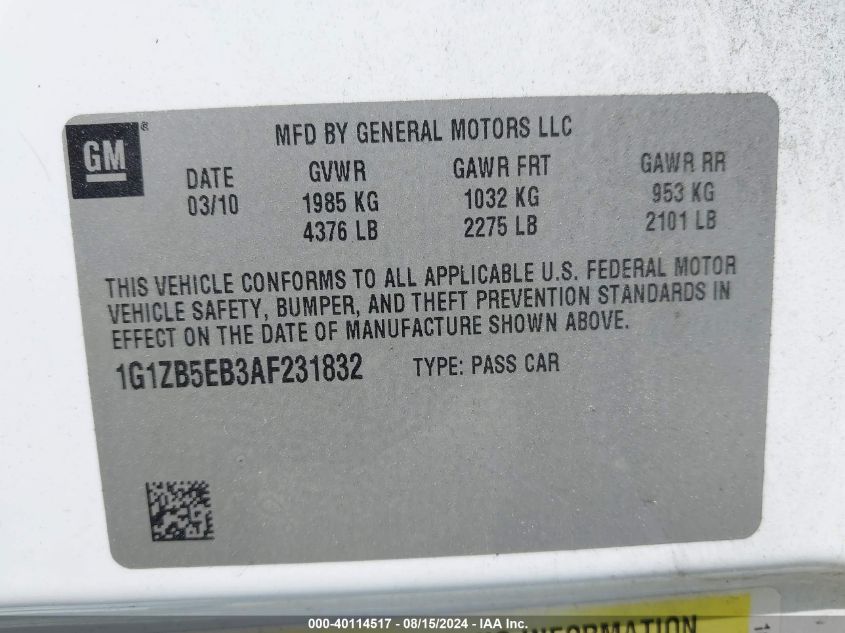 GM®
MFD BY GENERAL MOTORS LLC
DATE GVWR GAWR FRT GAWR RR
03/10 1985 KG 1032 KG 953 KG
4376 LB 2275 LB 2101 LB
THIS VEHICLE CONFORMS TO ALL APPLICABLE U.S. FEDERAL MOTOR
VEHICLE SAFETY, BUMPER, AND THEFT PREVENTION STANDARDS IN
EFFECT ON THE DATE OF MANUFACTURE SHOWN ABOVE.
1G1ZB5EB3AF231832 TYPE: PASS CAR
INFORMATION
000-40114517 - 08/15/2024 - IAA Inc.